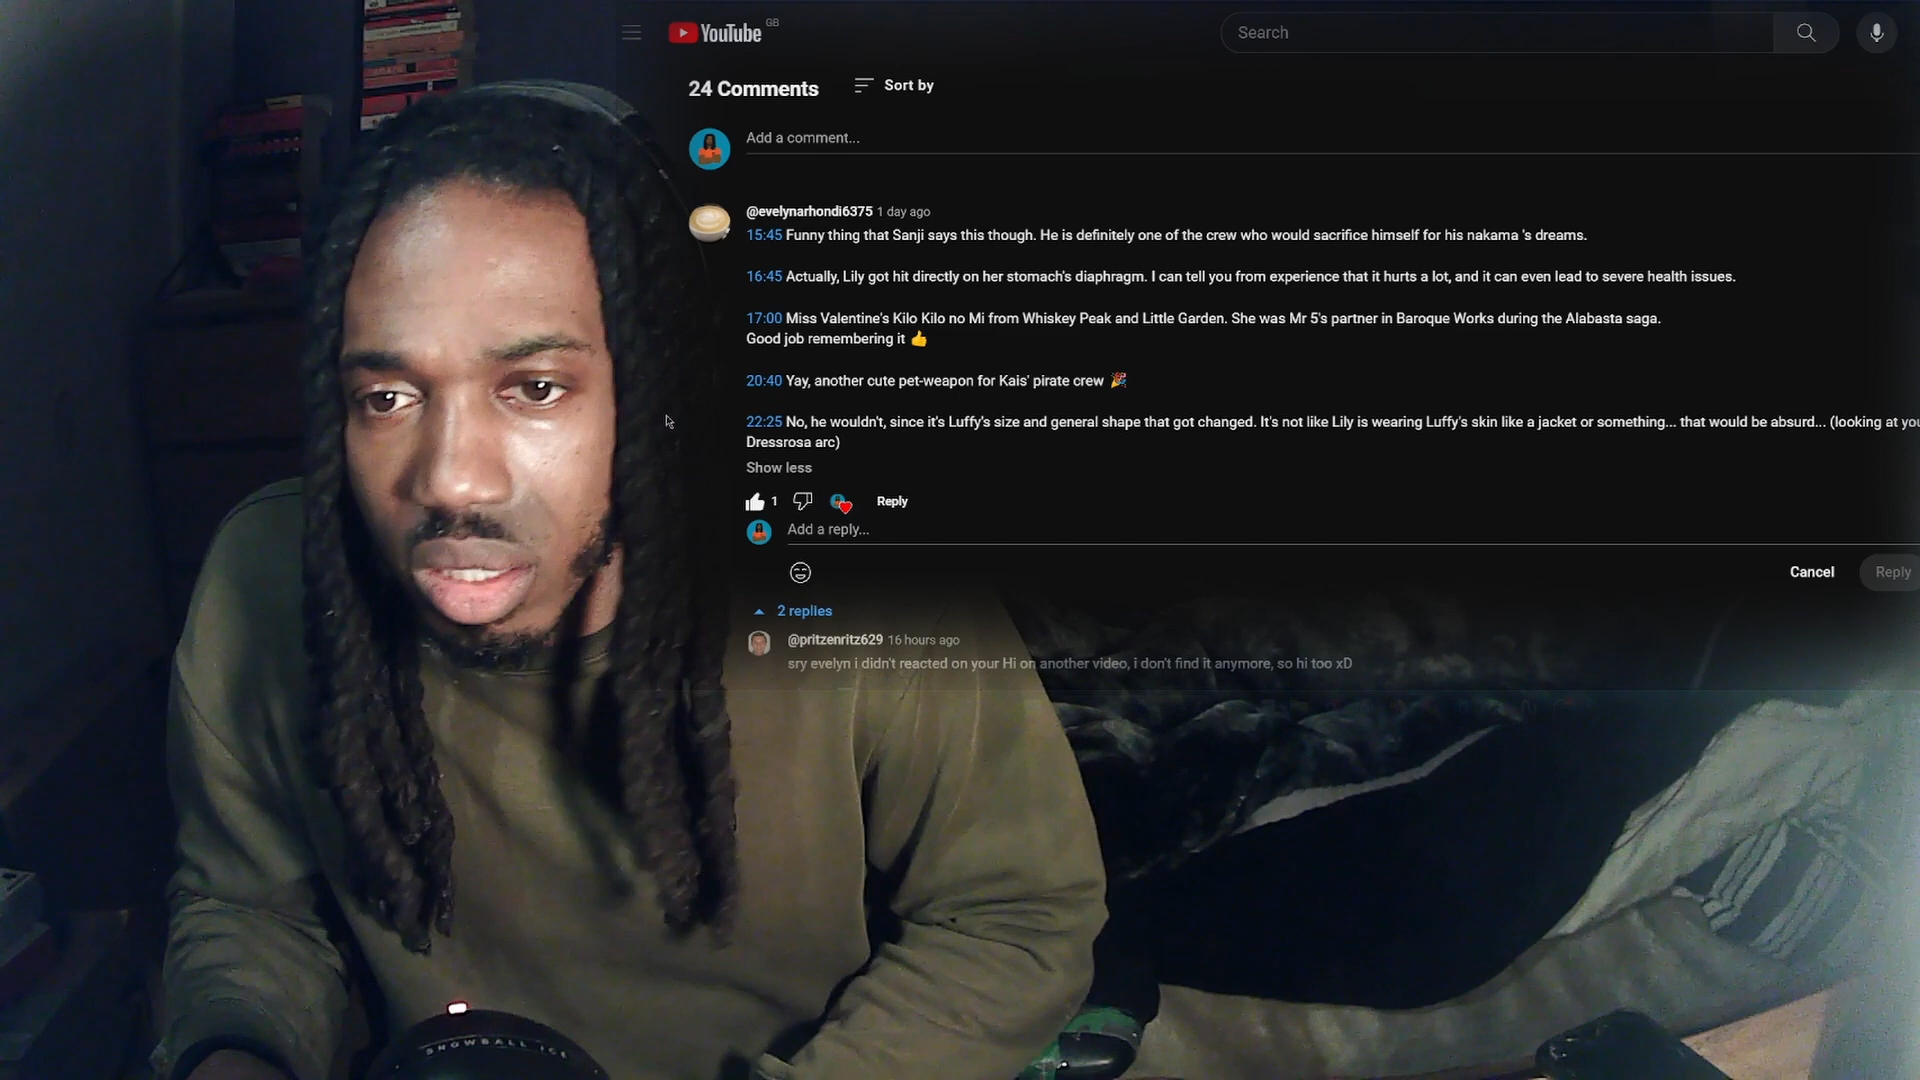 YouTube GB
Search
24 Comments Sort by
Add a comment...
@evelynarhondi6375 1 day ago
15:45 Funny thing that Sanji says this though. He is definitely one of the crew who would sacrifice himself for his nakama 's dreams.
16:45 Actually, Lily got hit directly on her stomach's diaphragm. I can tell you from experience that it hurts a lot, and it can even lead to severe health issues.
17:00 Miss Valentine's Kilo Kilo no Mi from Whiskey Peak and Little Garden. She was Mr 5's partner in Baroque Works during the Alabasta saga.
Good job remembering it 👍
20:40 Yay, another cute pet-weapon for Kais' pirate crew 🎉
22:25 No, he wouldn't, since it's Luffy's size and general shape that got changed. It's not like Lily is wearing Luffy's skin like a jacket or something... that would be absurd... (looking at you
Dressrosa arc)
Show less
1 Reply
Add a reply...
Cancel Reply
2 replies
@pritzenritz629 16 hours ago
sry evelyn i didn't reacted on your Hi on another video, i don't find it anymore, so hi too xD
SNOWBALL ICE